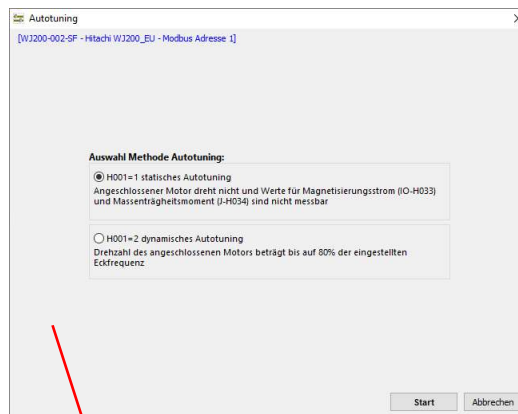 Autotuning
[WJ200-002-SF - Hitachi WJ200_EU - Modbus Adresse 1]
Auswahl Methode Autotuning:
H001=1 statisches Autotuning
Angeschlossener Motor dreht nicht und Werte für Magnetisierungsstrom (IO-H033)
und Massenträgheitsmoment (J-H034) sind nicht messbar
H001=2 dynamisches Autotuning
Drehzahl des angeschlossenen Motors beträgt bis auf 80% der eingestellten
Eckfrequenz
Start Abbrechen